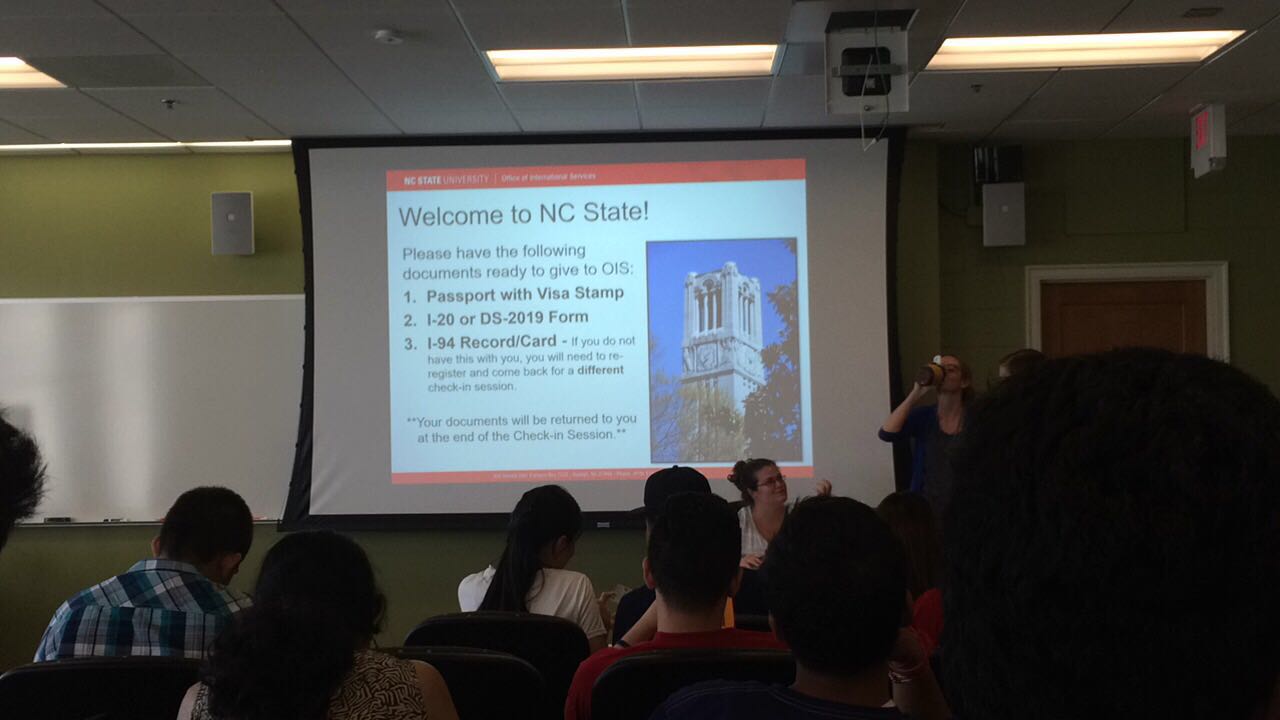 NC STATE UNIVERSITY | Office of International Services
Welcome to NC State!
Please have the following
documents ready to give to OIS:
1. Passport with Visa Stamp
2. I-20 or DS-2019 Form
3. I-94 Record/Card - If you do not
have this with you, you will need to re-
register and come back for a different
check-in session.
**Your documents will be returned to you
at the end of the Check-in Session.**